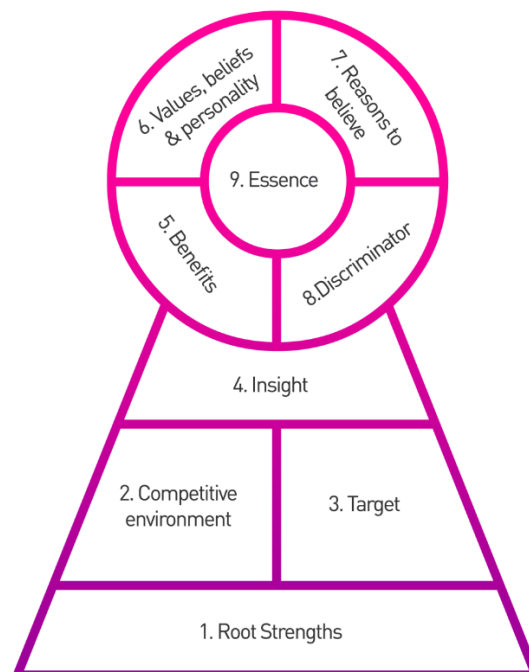 6. Values, beliefs
& personality
7. Reasons to
believe
9. Essence
5. Benefits
8.Discriminator
4. Insight
2. Competitive
environment
3. Target
1. Root Strengths